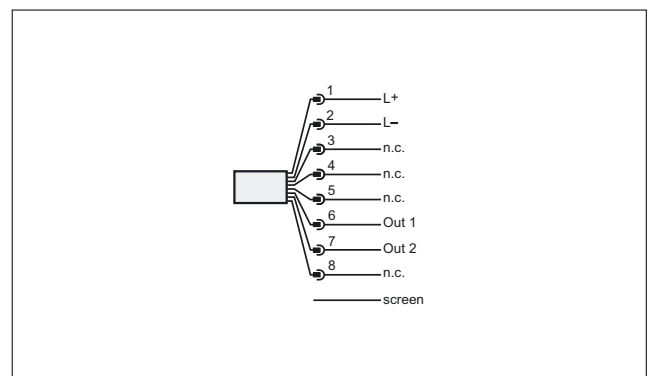 1 L+
2 L–
3 n.c.
4 n.c.
5 n.c.
6 Out 1
7 Out 2
8 n.c.
screen